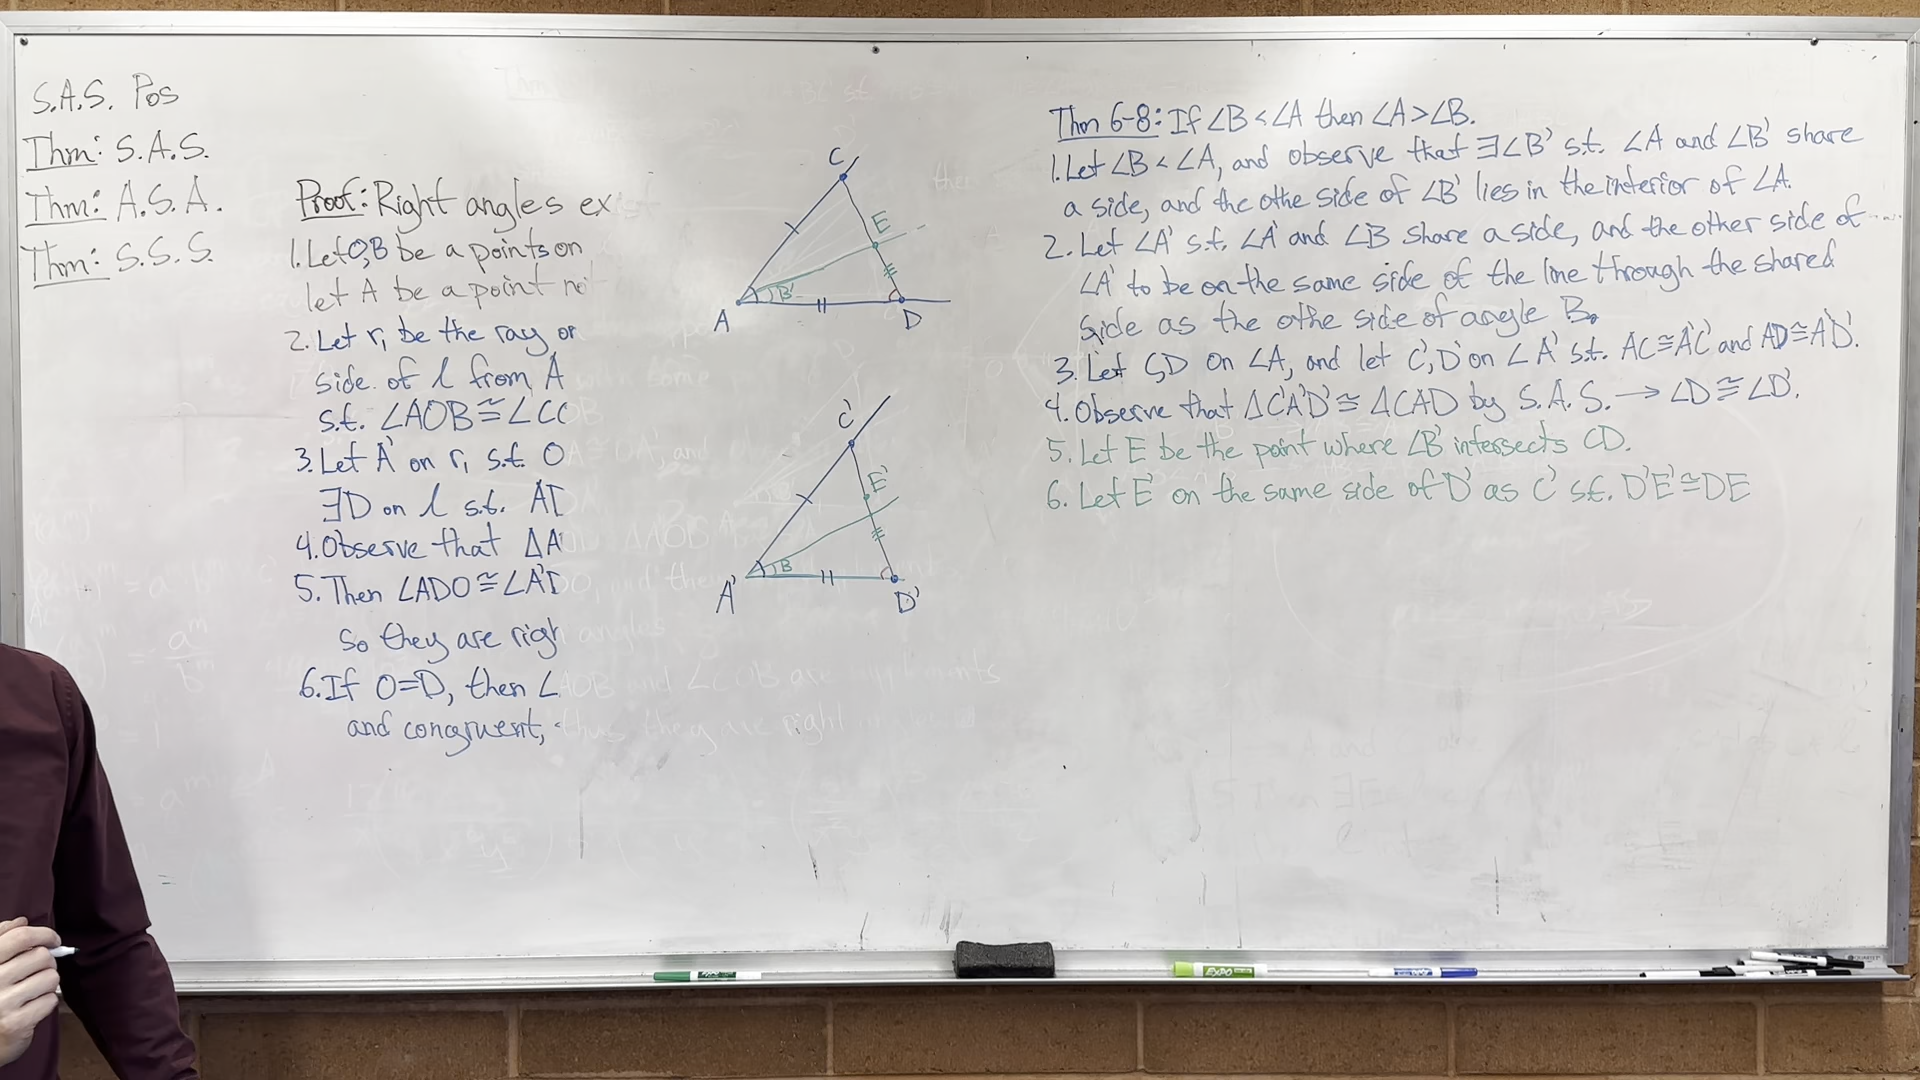 S.A.S. Pos
Thm: S.A.S.
Thm: A.S.A.
Thm: S.S.S.
Proof: Right angles exist
1. Let O,B be a points on
let A be a point no
2. Let r₁ be the ray or
side of l from A
s.t. ∠AOB≅∠CO
3. Let A' on r₁ s.t. O
∃D on l s.t. AD
4. Observe that ΔA
5. Then ∠ADO≅∠A'D
so they are righ
6. If O=D, then ∠
and congruent,
C
E
B'
A
D
C'
E'
B
A'
D'
Thm 6-8: If ∠B<∠A then ∠A>∠B.
1. Let ∠B<∠A, and observe that ∃∠B' s.t. ∠A and ∠B' share
a side, and the othe side of ∠B' lies in the interior of ∠A.
2. Let ∠A' s.t. ∠A' and ∠B share a side, and the other side of
∠A' to be on the same side of the line through the shared
side as the othe side of angle B.
3. Let C,D on ∠A, and let C',D' on ∠A' s.t. AC≅A'C' and AD≅A'D'.
4. Observe that ΔC'A'D'≅ΔCAD by S.A.S. → ∠D≅∠D'.
5. Let E be the point where ∠B' intersects CD.
6. Let E' on the same side of D' as C' s.t. D'E'≅DE